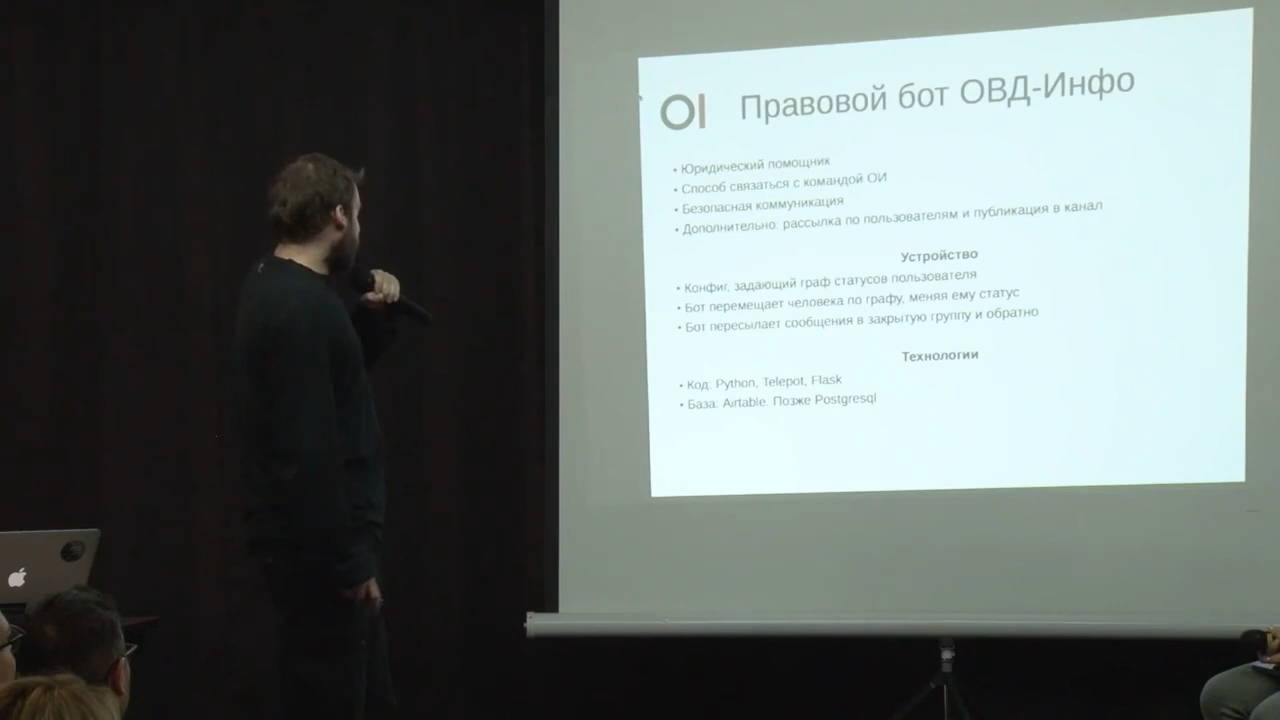 OI Правовой бот ОВД-Инфо
• Юридический помощник
• Способ связаться с командой ОИ
• Безопасная коммуникация
• Дополнительно: рассылка по пользователям и публикация в канал
Устройство
• Конфиг, задающий граф статусов пользователя
• Бот перемещает человека по графу, меняя ему статус
• Бот пересылает сообщения в закрытую группу и обратно
Технологии
• Код: Python, Telepot, Flask
• База: Airtable. Позже Postgresql